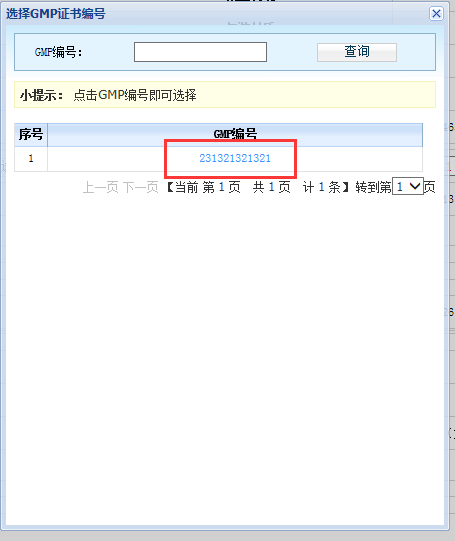 选择GMP证书编号
GMP编号： 查询
小提示： 点击GMP编号即可选择
序号 GMP编号
1 231321321321
上一页 下一页 【当前 第 1 页 共 1 页 计 1 条】 转到第 1 页